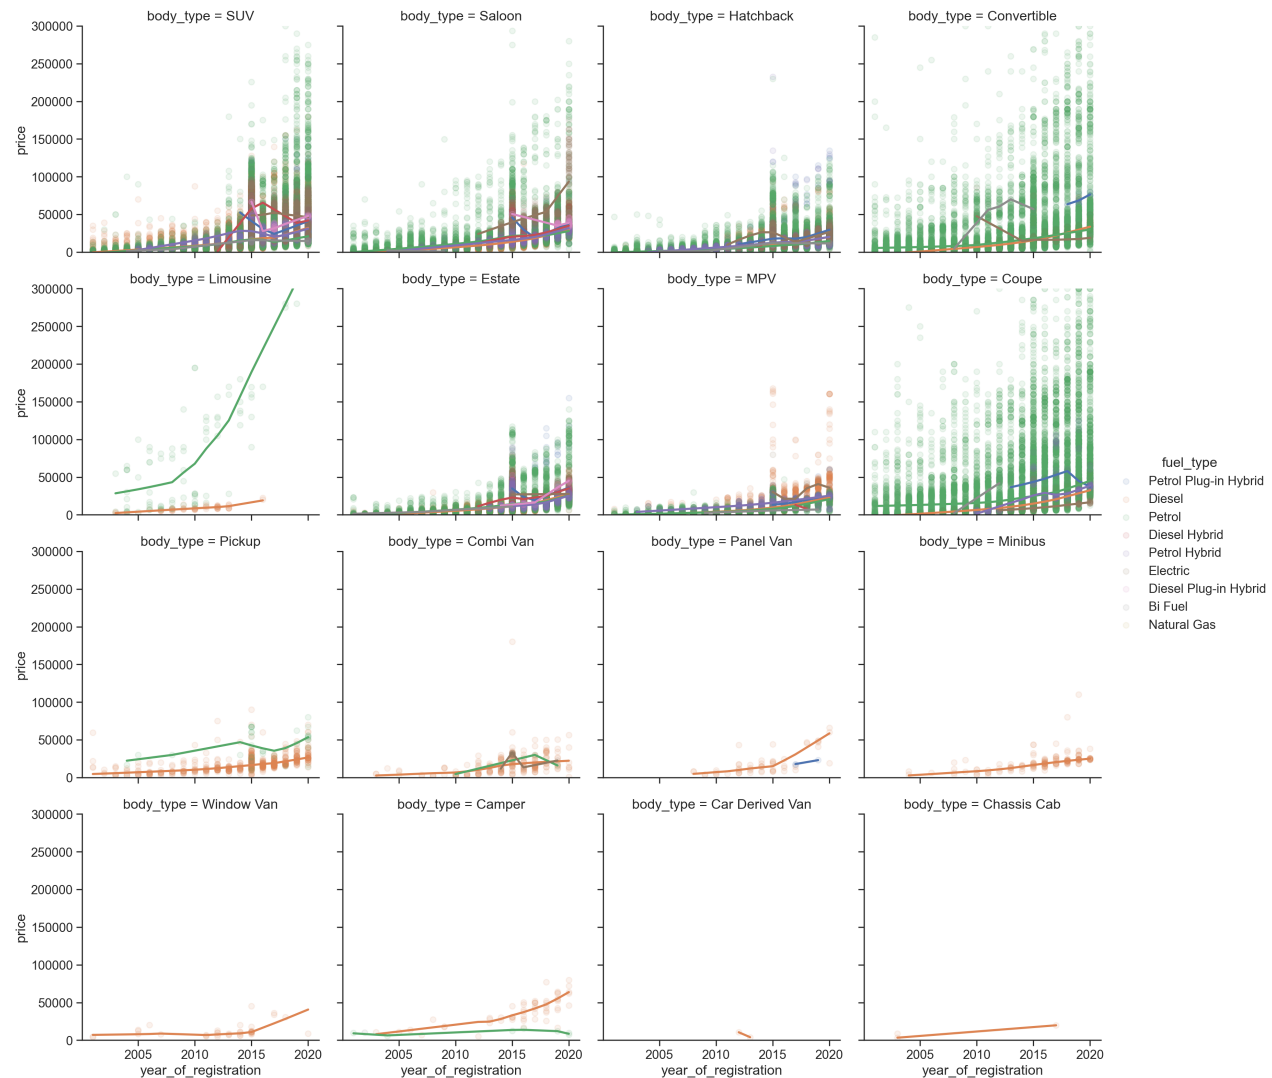 body_type = SUV
body_type = Saloon
body_type = Hatchback
body_type = Convertible
300000
250000
200000
150000
100000
50000
0
price
body_type = Limousine
body_type = Estate
body_type = MPV
body_type = Coupe
300000
250000
200000
150000
100000
50000
0
price
fuel_type
Petrol Plug-in Hybrid
Diesel
Petrol
Diesel Hybrid
Petrol Hybrid
Electric
Diesel Plug-in Hybrid
Bi Fuel
Natural Gas
body_type = Pickup
body_type = Combi Van
body_type = Panel Van
body_type = Minibus
300000
250000
200000
150000
100000
50000
0
price
body_type = Window Van
body_type = Camper
body_type = Car Derived Van
body_type = Chassis Cab
300000
250000
200000
150000
100000
50000
0
price
2005 2010 2015 2020
year_of_registration
2005 2010 2015 2020
year_of_registration
2005 2010 2015 2020
year_of_registration
2005 2010 2015 2020
year_of_registration